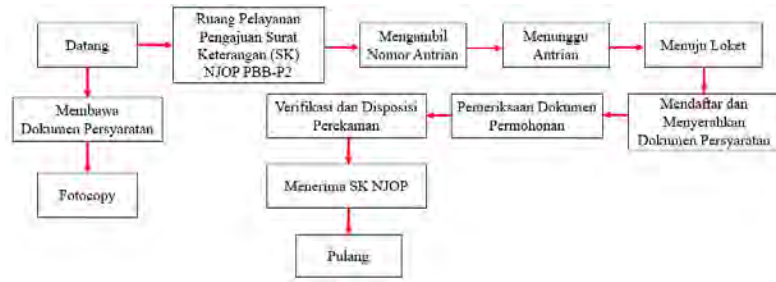 Datang
Ruang Pelayanan
Pengajuan Surat
Keterangan (SK)
NJOP PBB-P2
Mengambil
Nomor Antrian
Menunggu
Antrian
Menuju Loket
Membawa
Dokumen Persyaratan
Verifikasi dan Disposisi
Perekaman
Pemeriksaan Dokumen
Permohonan
Mendaftar dan
Menyerahkan
Dokumen Persyaratan
Fotocopy
Menerima SK NJOP
Pulang